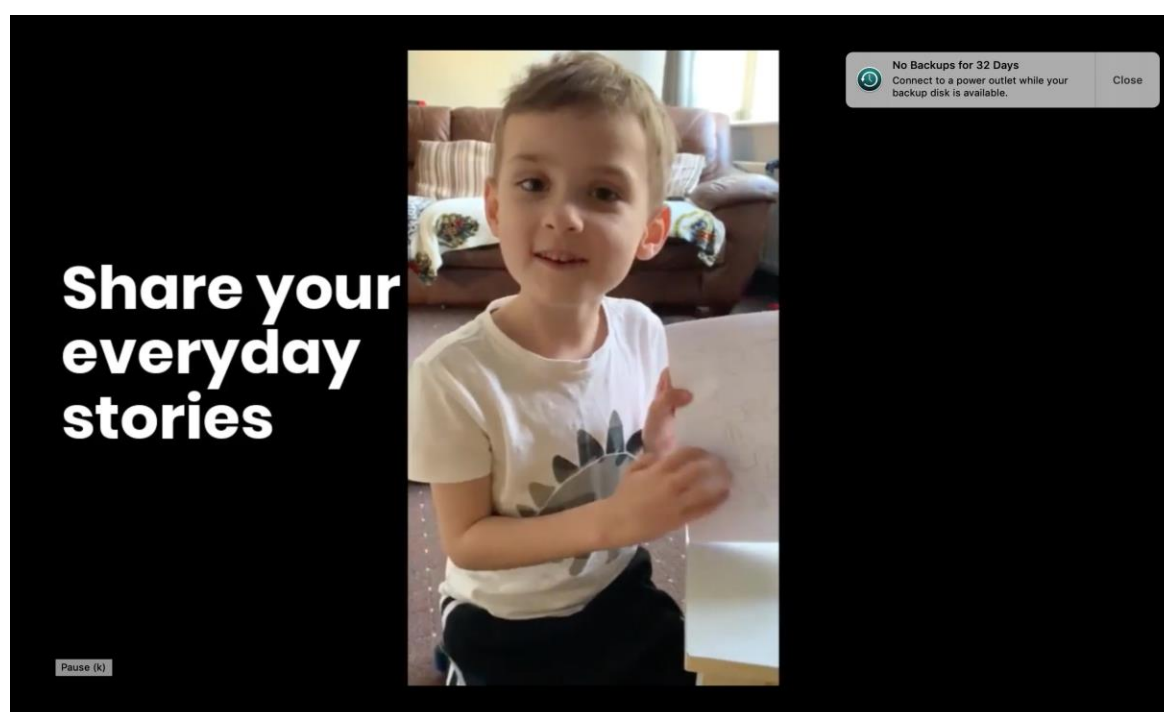 Share your
everyday
stories
No Backups for 32 Days
Connect to a power outlet while your
backup disk is available.
Close
Pause (k)